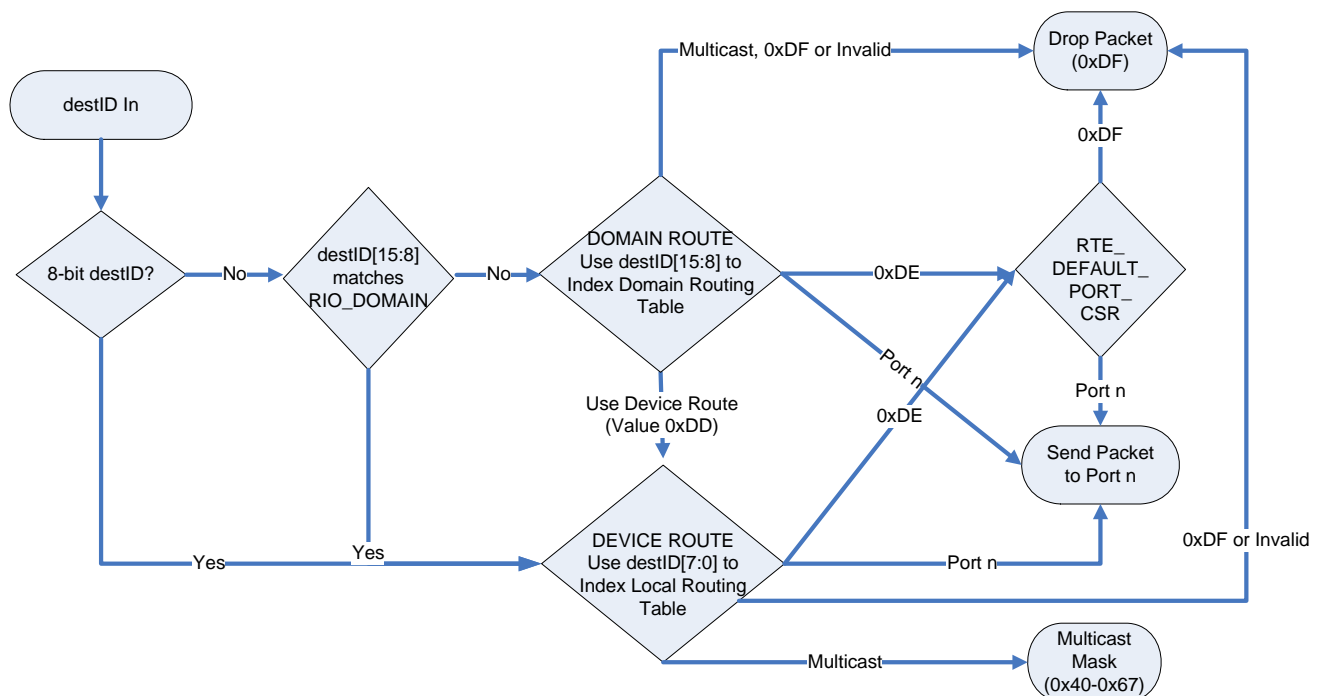 destID In
8-bit destID?
No
destID[15:8]
matches
RIO_DOMAIN
No
DOMAIN ROUTE
Use destID[15:8] to
Index Domain Routing
Table
Multicast, 0xDF or Invalid
Drop Packet
(0xDF)
0xDF
0xDE
RTE_
DEFAULT_
PORT_
CSR
Port n
Port n
Use Device Route
(Value 0xDD)
0xDE
Send Packet
to Port n
Yes
Yes
DEVICE ROUTE
Use destID[7:0] to
Index Local Routing
Table
Port n
0xDF or Invalid
Multicast
Multicast
Mask
(0x40-0x67)